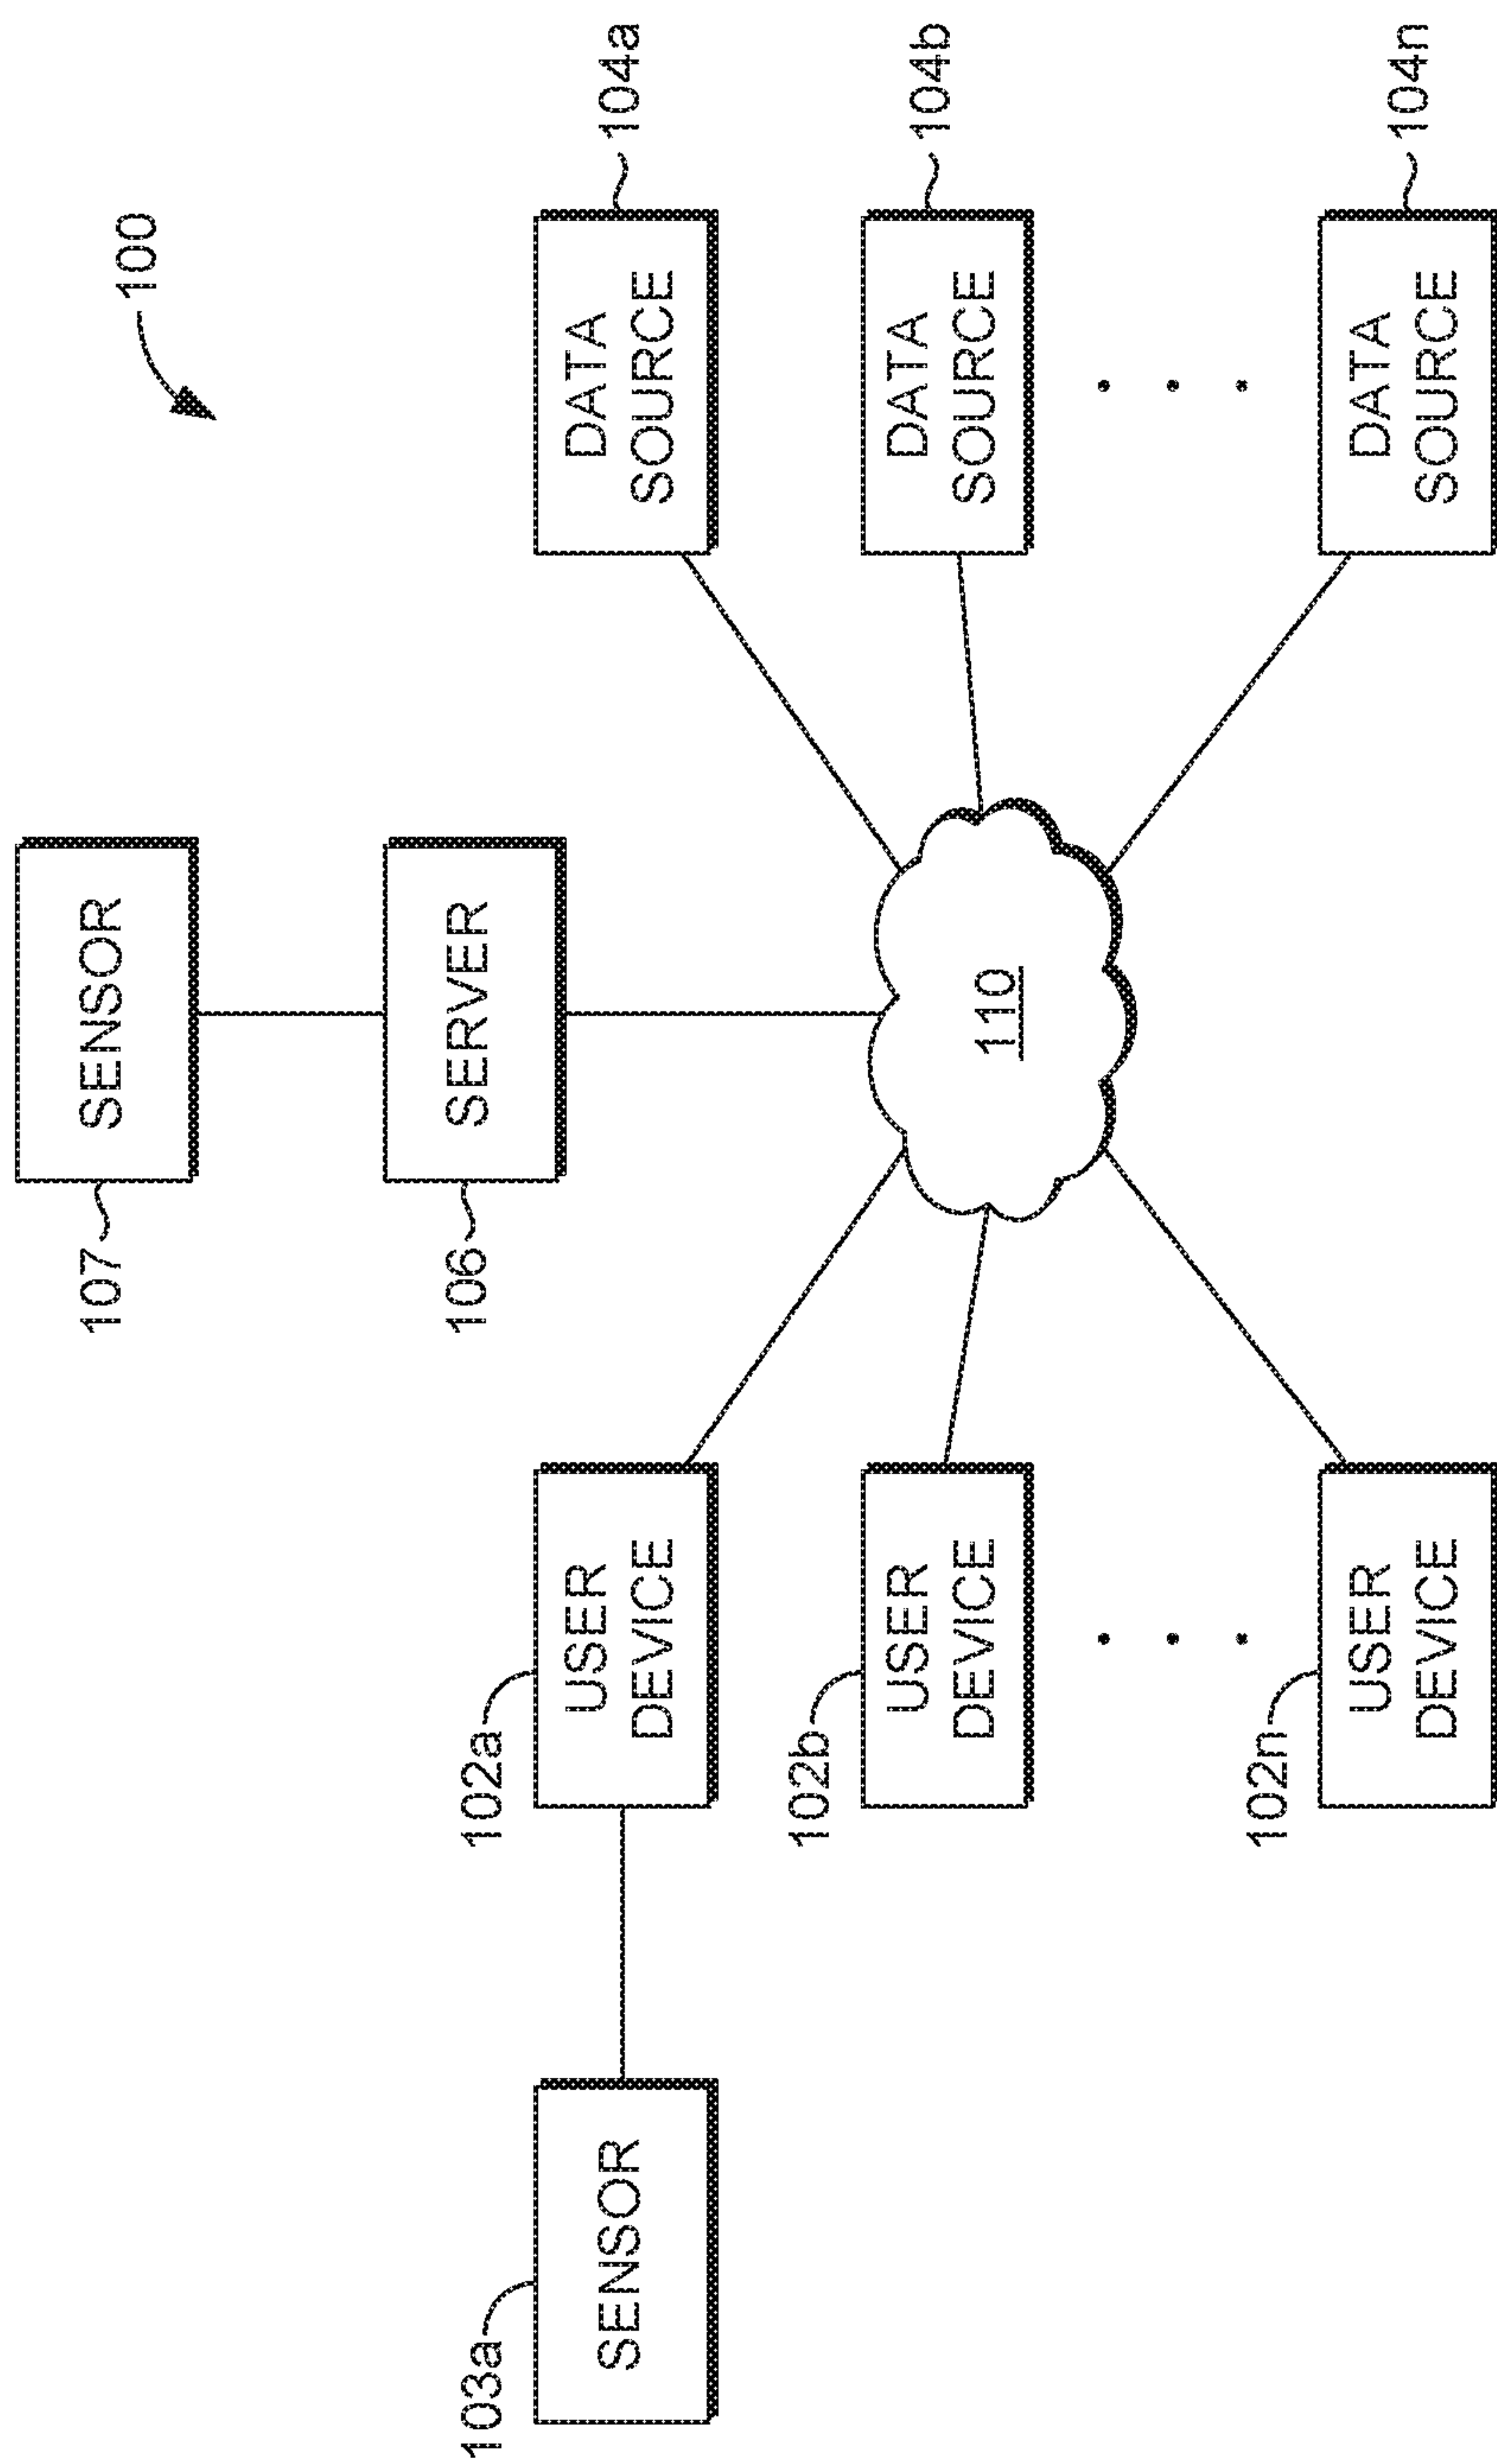 100
107
SENSOR
106
SERVER
103a
SENSOR
102a
USER
DEVICE
DATA
SOURCE
104a
102b
USER
DEVICE
110
DATA
SOURCE
104b
102n
USER
DEVICE
DATA
SOURCE
104n